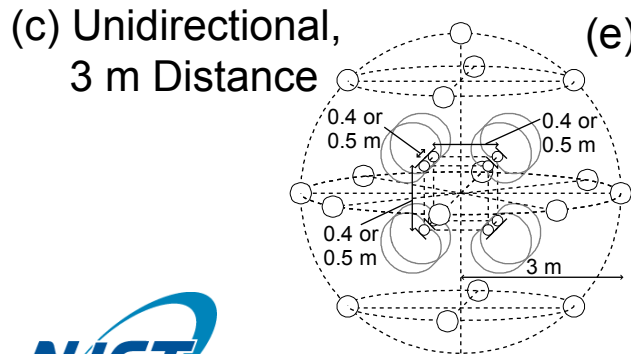 (c) Unidirectional,
3 m Distance
(e)
0.4 or
0.5 m
0.4 or
0.5 m
0.4 or
0.5 m
3 m